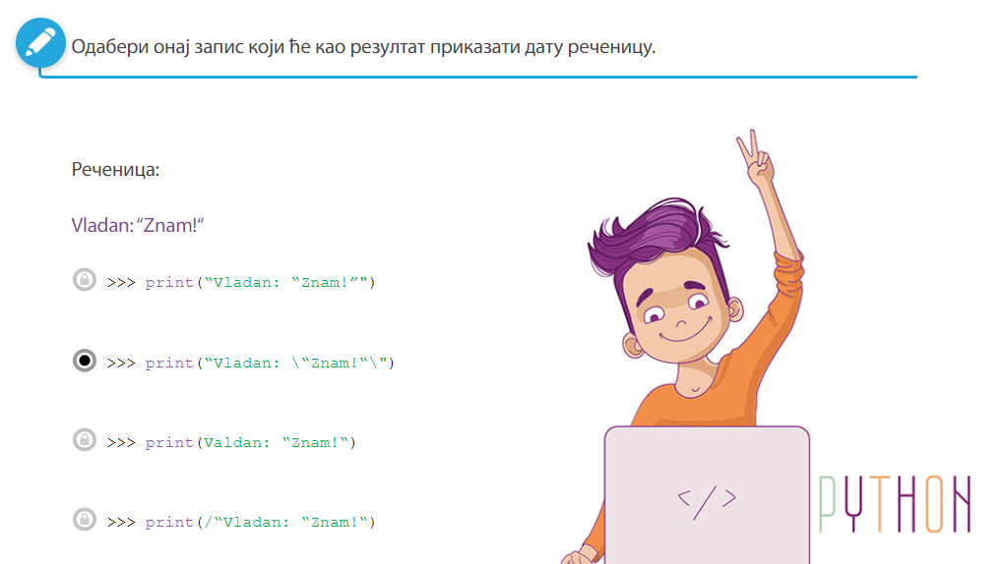 Одабери онај запис који ће као резултат приказати дату реченицу.
Реченица:
Vladan: “Znam!“
>>> print(“Vladan: “Znam!”")
>>> print(“Vladan: \“Znam!“\")
>>> print(Valdan: “Znam!“)
>>> print(/“Vladan: “Znam!“)
</>
PYTHON